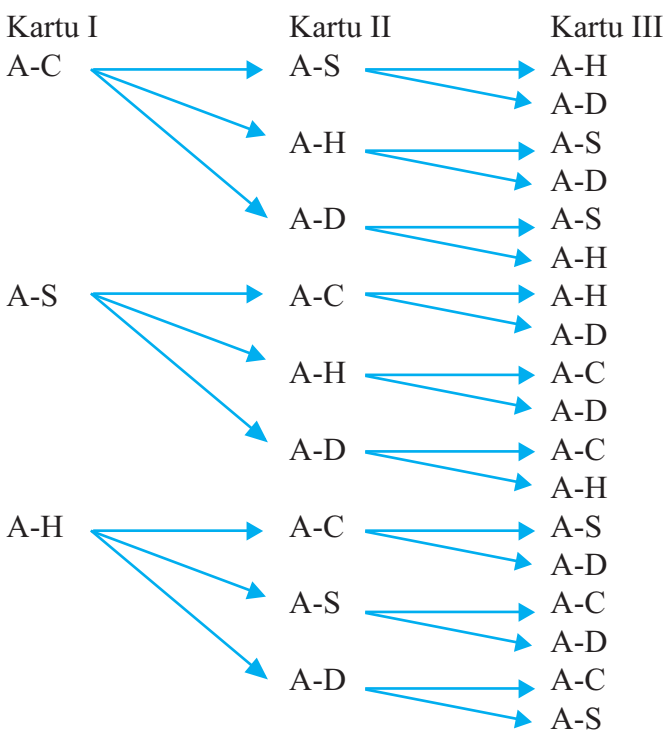 Kartu I Kartu II Kartu III
A-C A-S A-H
A-D
A-H A-S
A-D
A-D A-S
A-H
A-S A-C A-H
A-D
A-H A-C
A-D
A-D A-C
A-H
A-H A-C A-S
A-D
A-S A-C
A-D
A-D A-C
A-S